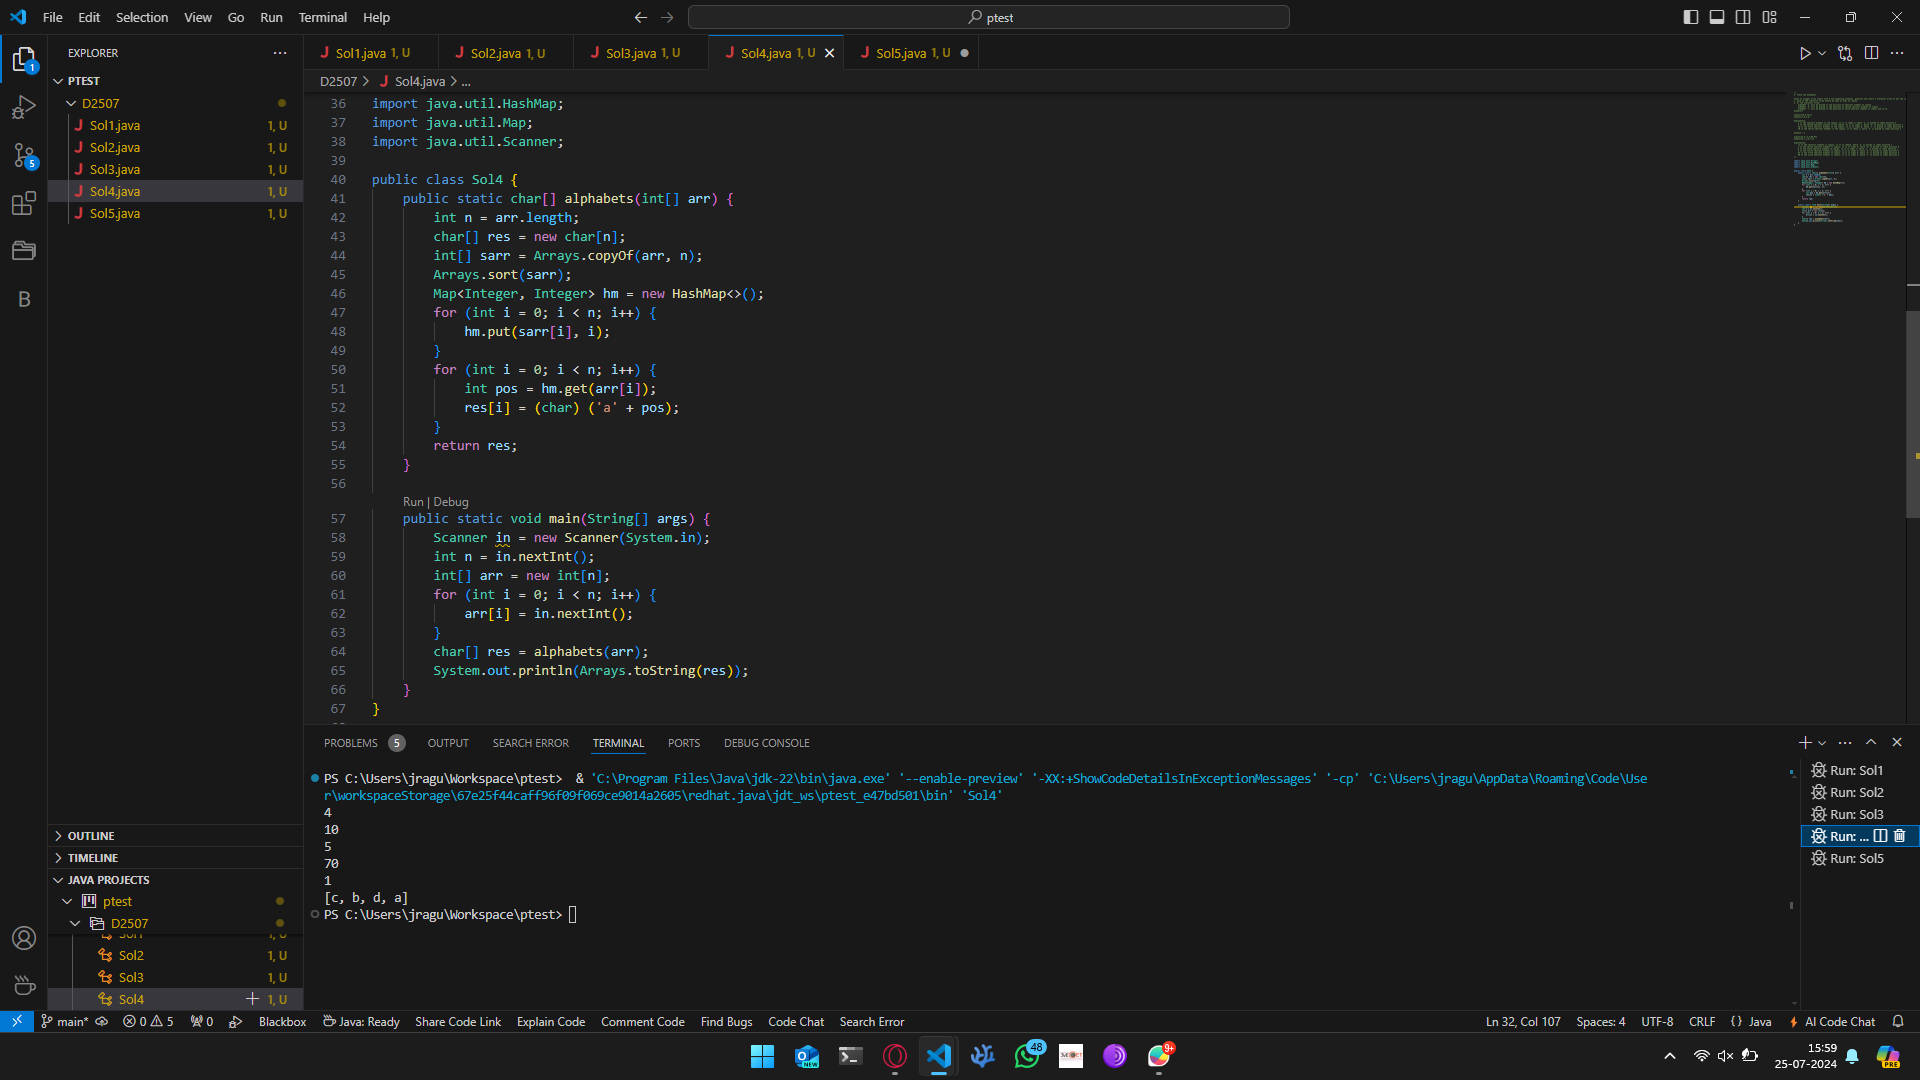 File Edit Selection View Go Run Terminal Help
ptest
EXPLORER
PTEST
D2507
Sol1.java 1, U
Sol2.java 1, U
Sol3.java 1, U
Sol4.java 1, U
Sol5.java 1, U
OUTLINE
TIMELINE
JAVA PROJECTS
ptest
D2507
Sol2 1, U
Sol3 1, U
Sol4 1, U
Sol1.java 1, U Sol2.java 1, U Sol3.java 1, U Sol4.java 1, U Sol5.java 1, U
D2507 > Sol4.java > ...
36 import java.util.HashMap;
37 import java.util.Map;
38 import java.util.Scanner;
39
40 public class Sol4 {
41 public static char[] alphabets(int[] arr) {
42 int n = arr.length;
43 char[] res = new char[n];
44 int[] sarr = Arrays.copyOf(arr, n);
45 Arrays.sort(sarr);
46 Map<Integer, Integer> hm = new HashMap<>();
47 for (int i = 0; i < n; i++) {
48 hm.put(sarr[i], i);
49 }
50 for (int i = 0; i < n; i++) {
51 int pos = hm.get(arr[i]);
52 res[i] = (char) ('a' + pos);
53 }
54 return res;
55 }
56
Run | Debug
57 public static void main(String[] args) {
58 Scanner in = new Scanner(System.in);
59 int n = in.nextInt();
60 int[] arr = new int[n];
61 for (int i = 0; i < n; i++) {
62 arr[i] = in.nextInt();
63 }
64 char[] res = alphabets(arr);
65 System.out.println(Arrays.toString(res));
66 }
67 }
PROBLEMS 5 OUTPUT SEARCH ERROR TERMINAL PORTS DEBUG CONSOLE
PS C:\Users\jragu\Workspace\ptest> & 'C:\Program Files\Java\jdk-22\bin\java.exe' '--enable-preview' '-XX:+ShowCodeDetailsInExceptionMessages' '-cp' 'C:\Users\jragu\AppData\Roaming\Code\Use
r\workspaceStorage\67e25f44caff96f09f069ce9014a2605\redhat.java\jdt_ws\ptest_e47bd501\bin' 'Sol4'
4
10
5
70
1
[c, b, d, a]
PS C:\Users\jragu\Workspace\ptest>
Run: Sol1
Run: Sol2
Run: Sol3
Run: ...
Run: Sol5
main* 0 5 0 Blackbox Java: Ready Share Code Link Explain Code Comment Code Find Bugs Code Chat Search Error Ln 32, Col 107 Spaces: 4 UTF-8 CRLF {} Java AI Code Chat
48
9+
15:59
25-07-2024